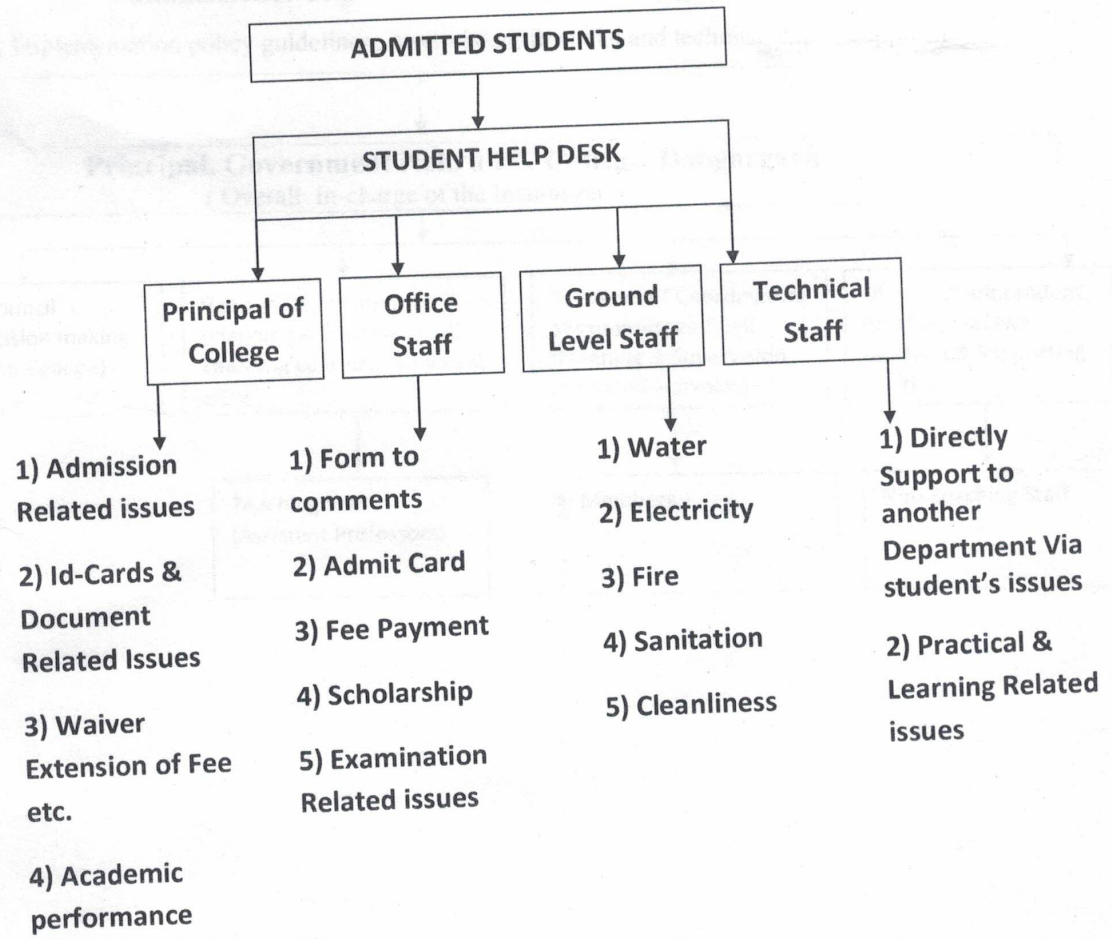 ADMITTED STUDENTS
STUDENT HELP DESK
Principal of
College
Office
Staff
Ground
Level Staff
Technical
Staff
1) Admission
Related issues
2) Id-Cards &
Document
Related Issues
3) Waiver
Extension of Fee
etc.
4) Academic
performance
1) Form to
comments
2) Admit Card
3) Fee Payment
4) Scholarship
5) Examination
Related issues
1) Water
2) Electricity
3) Fire
4) Sanitation
5) Cleanliness
1) Directly
Support to
another
Department Via
student's issues
2) Practical &
Learning Related
issues